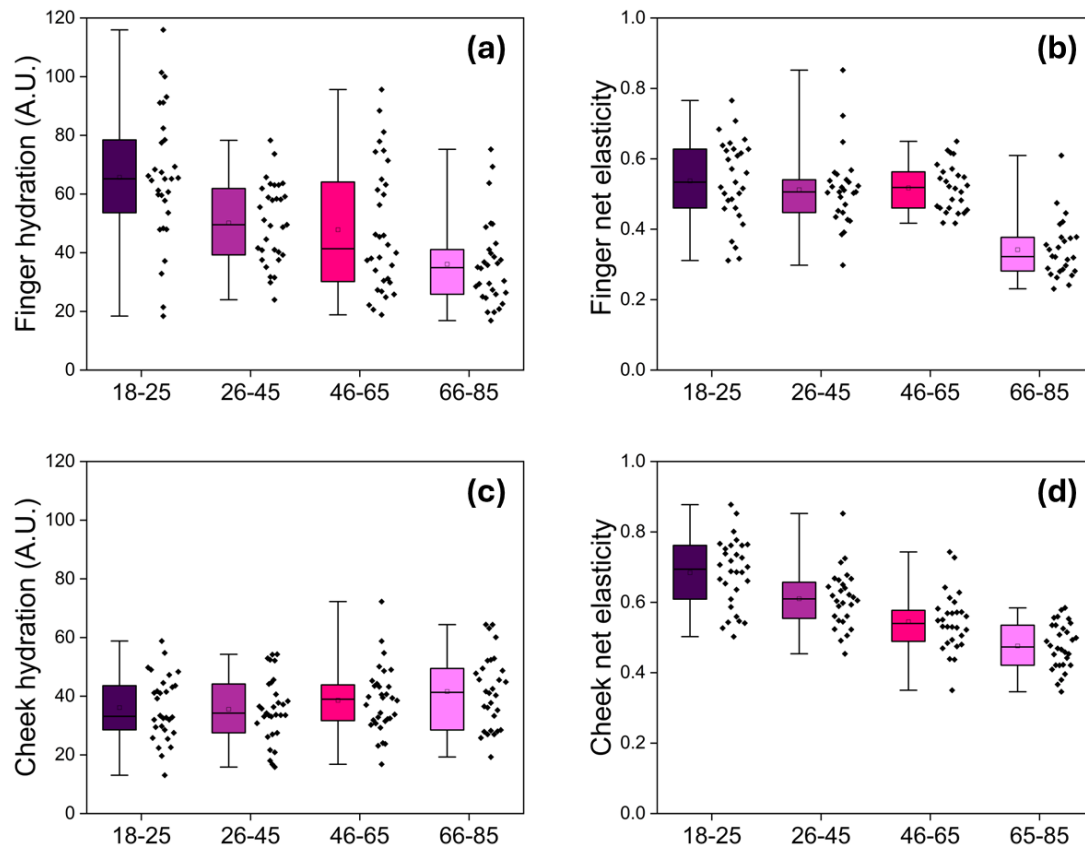 (a)
Finger hydration (A.U.)
120
100
80
60
40
20
0
18-25 26-45 46-65 66-85
(b)
Finger net elasticity
1.0
0.8
0.6
0.4
0.2
0.0
18-25 26-45 46-65 66-85
(c)
Cheek hydration (A.U.)
120
100
80
60
40
20
0
18-25 26-45 46-65 66-85
(d)
Cheek net elasticity
1.0
0.8
0.6
0.4
0.2
0.0
18-25 26-45 46-65 65-85